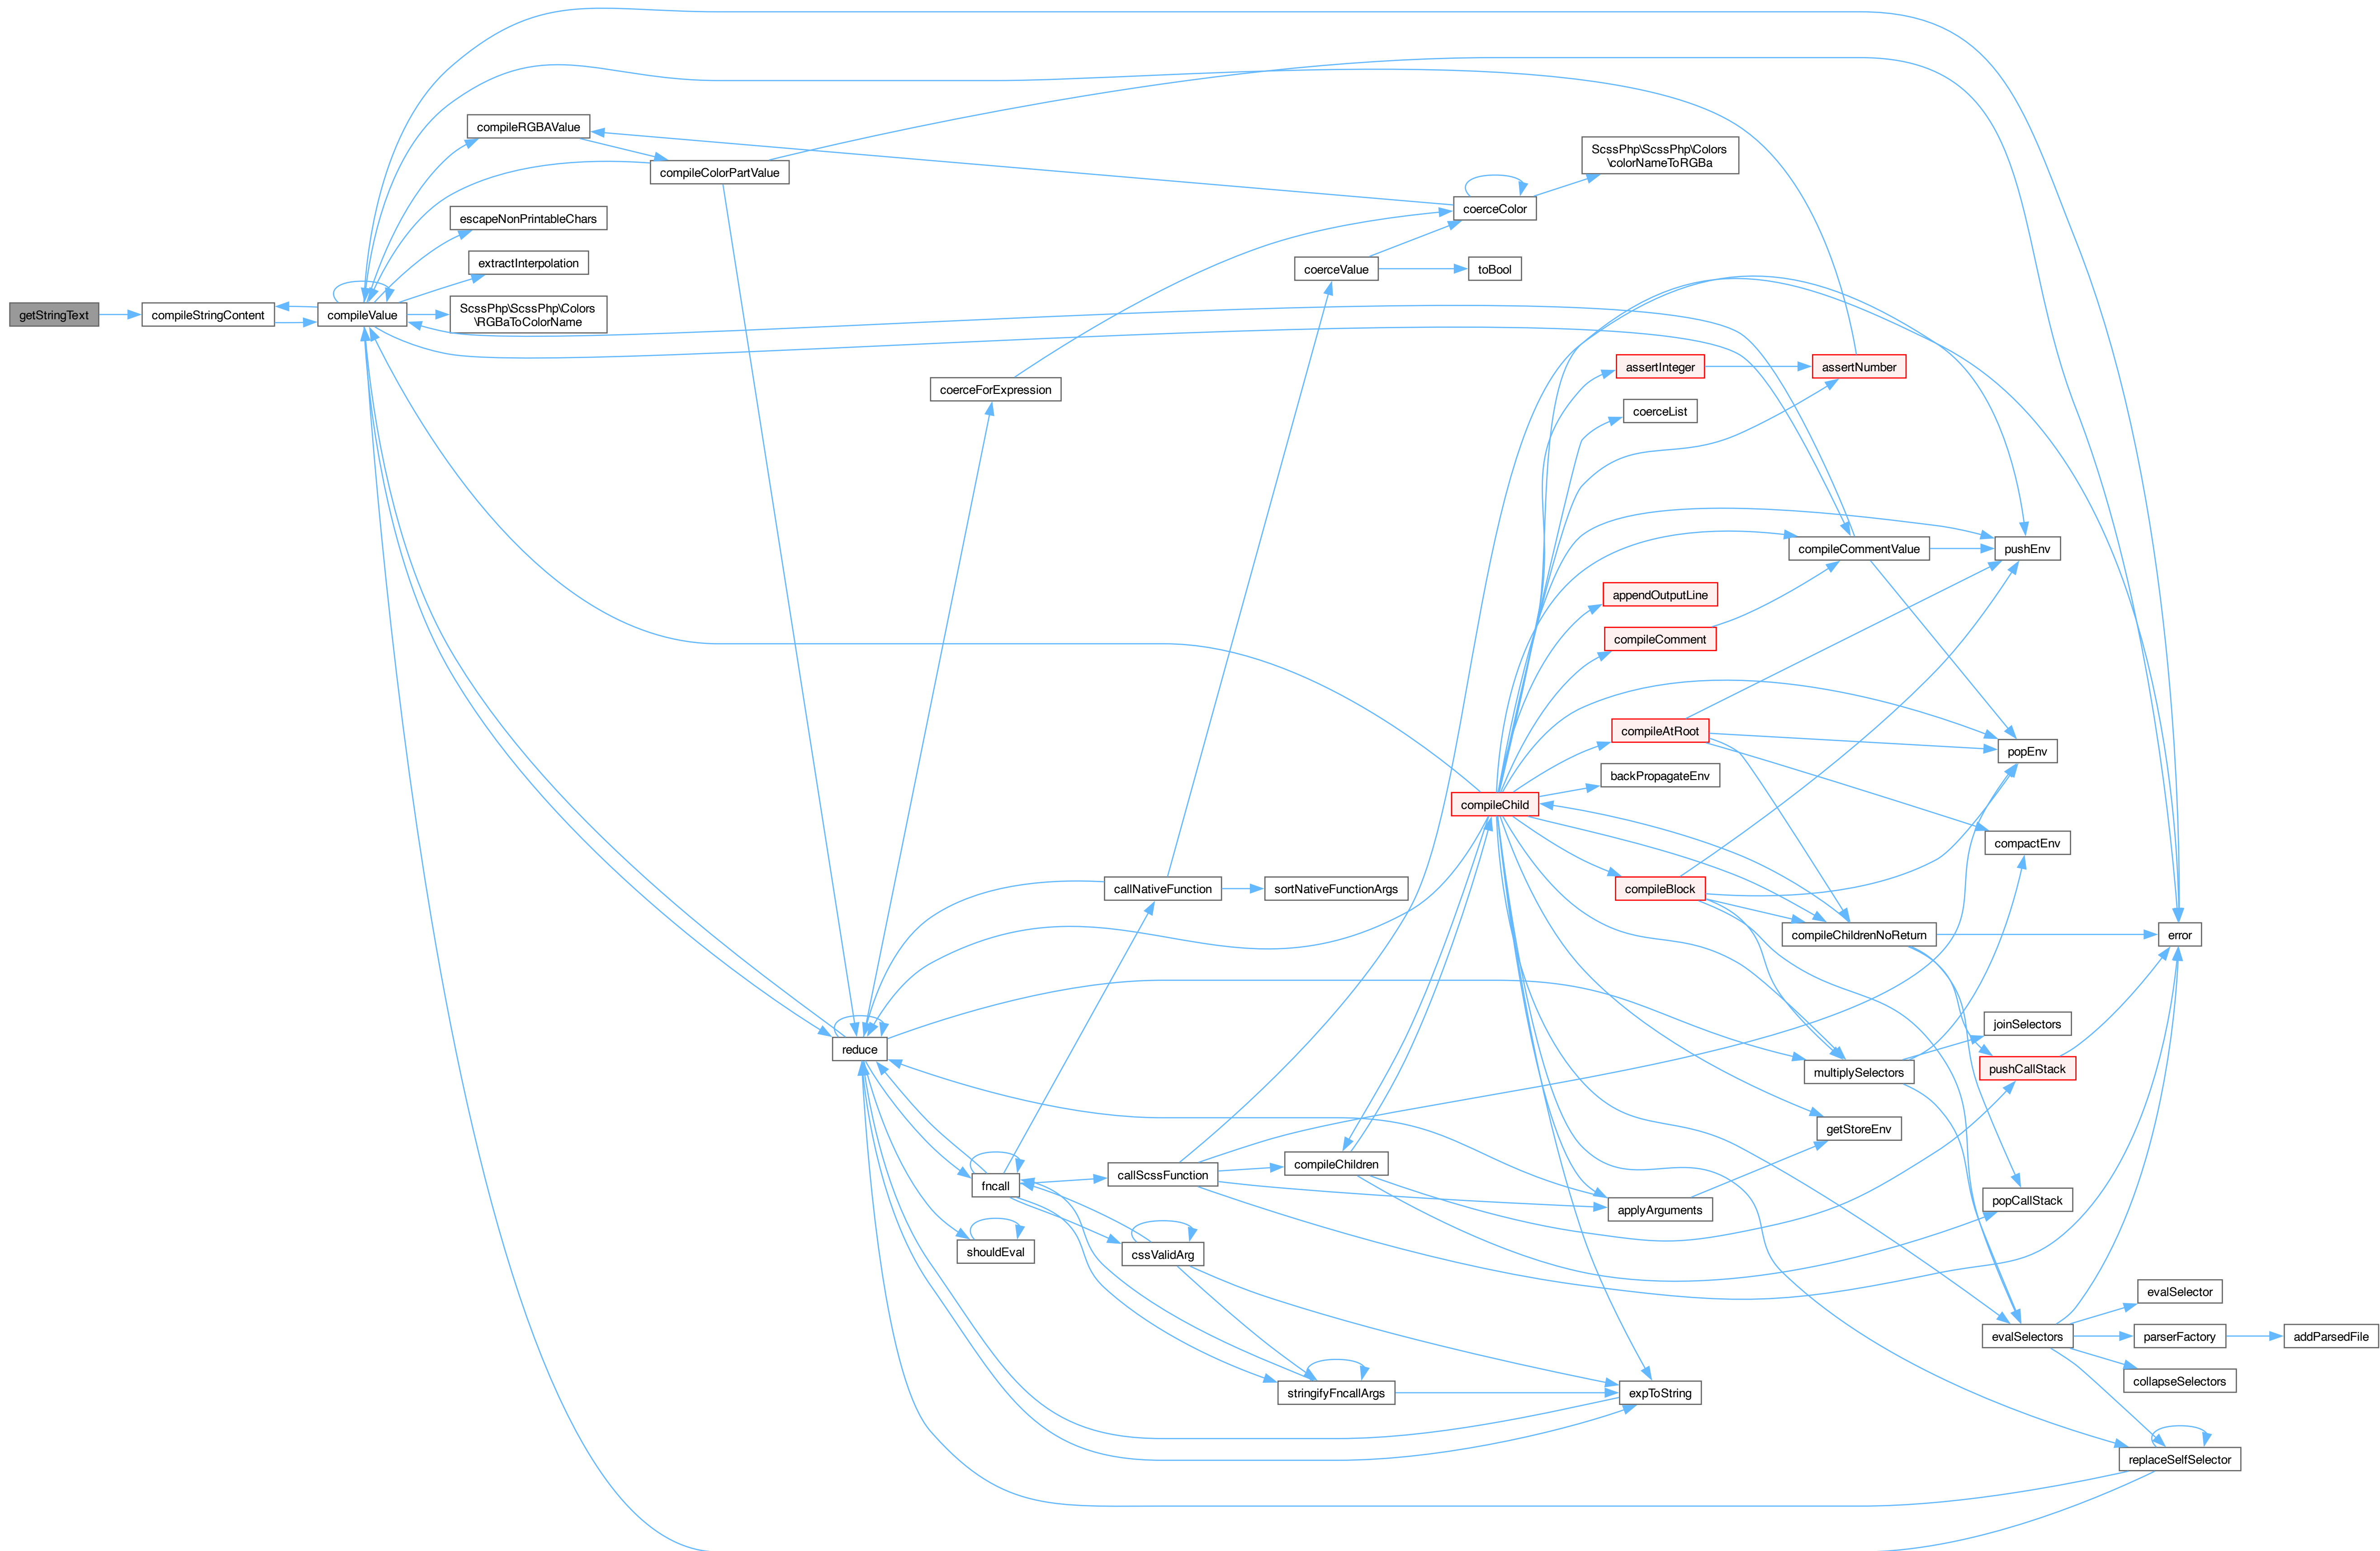 getStringText
compileStringContent
compileValue
compileRGBAValue
escapeNonPrintableChars
extractInterpolation
ScssPhp\ScssPhp\Colors
\RGBaToColorName
compileColorPartValue
reduce
coerceForExpression
fncall
shouldEval
callNativeFunction
callScssFunction
cssValidArg
coerceValue
sortNativeFunctionArgs
compileChildren
stringifyFncallArgs
coerceColor
toBool
compileChild
ScssPhp\ScssPhp\Colors
\colorNameToRGBa
assertInteger
coerceList
appendOutputLine
compileComment
compileAtRoot
backPropagateEnv
compileBlock
applyArguments
expToString
assertNumber
compileCommentValue
compileChildrenNoReturn
multiplySelectors
getStoreEnv
pushEnv
popEnv
compactEnv
joinSelectors
pushCallStack
popCallStack
evalSelectors
error
evalSelector
parserFactory
collapseSelectors
replaceSelfSelector
addParsedFile